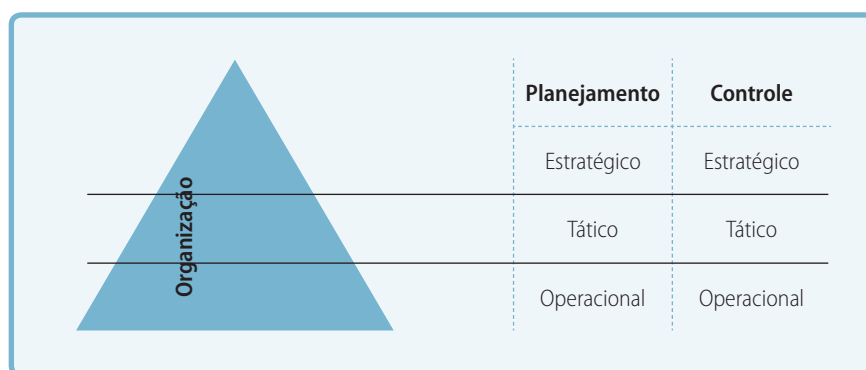 Planejamento Controle
Estratégico Estratégico
Organização
Tático Tático
Operacional Operacional